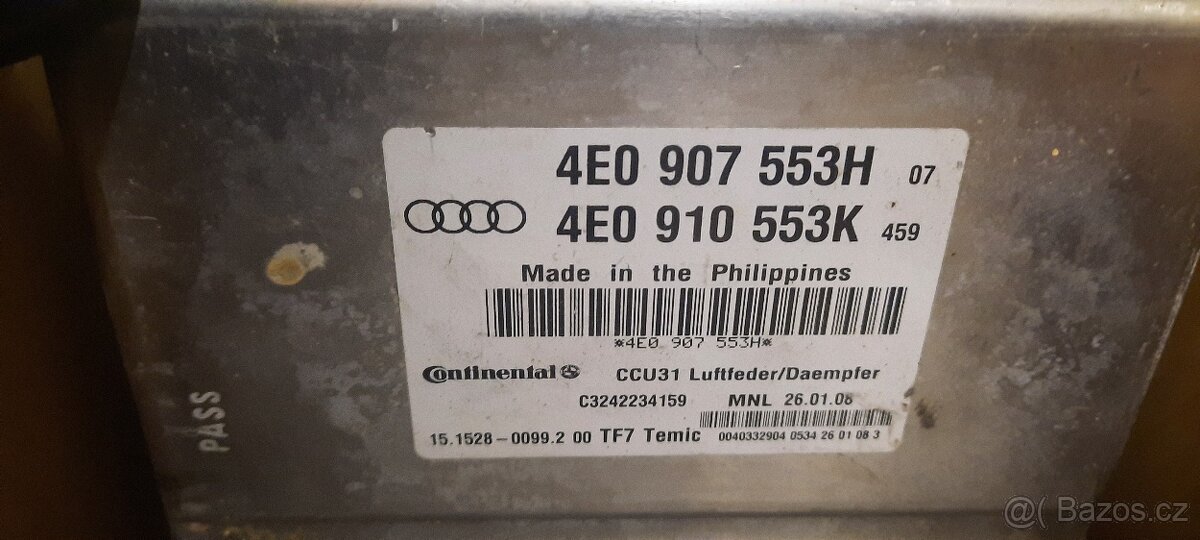 4E0 907 553H 07
4E0 910 553K 459
Made in the Philippines
*4E0 907 553H*
Continental CCU31 Luftfeder/Daempfer
C3242234159 MNL 26.01.08
15.1528-0099.2 00 TF7 Temic 0040332904 0534 26 01 08 3
PASS
@( Bazos.cz